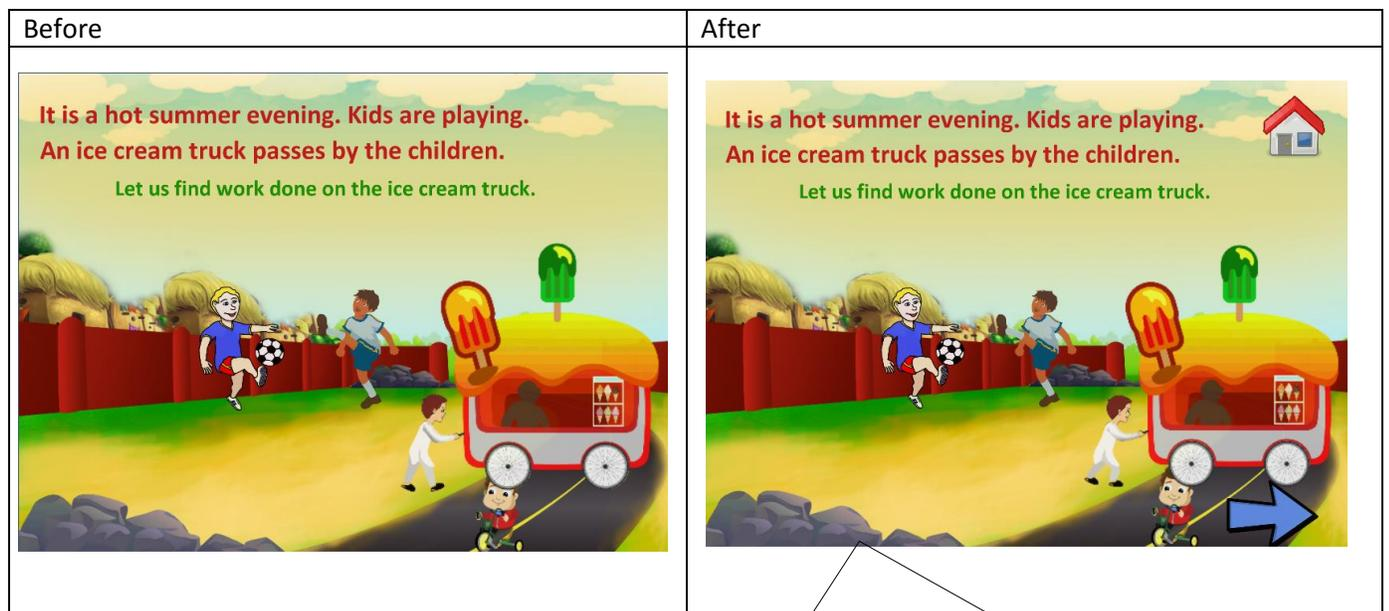 Before
It is a hot summer evening. Kids are playing.
An ice cream truck passes by the children.
Let us find work done on the ice cream truck.
After
It is a hot summer evening. Kids are playing.
An ice cream truck passes by the children.
Let us find work done on the ice cream truck.